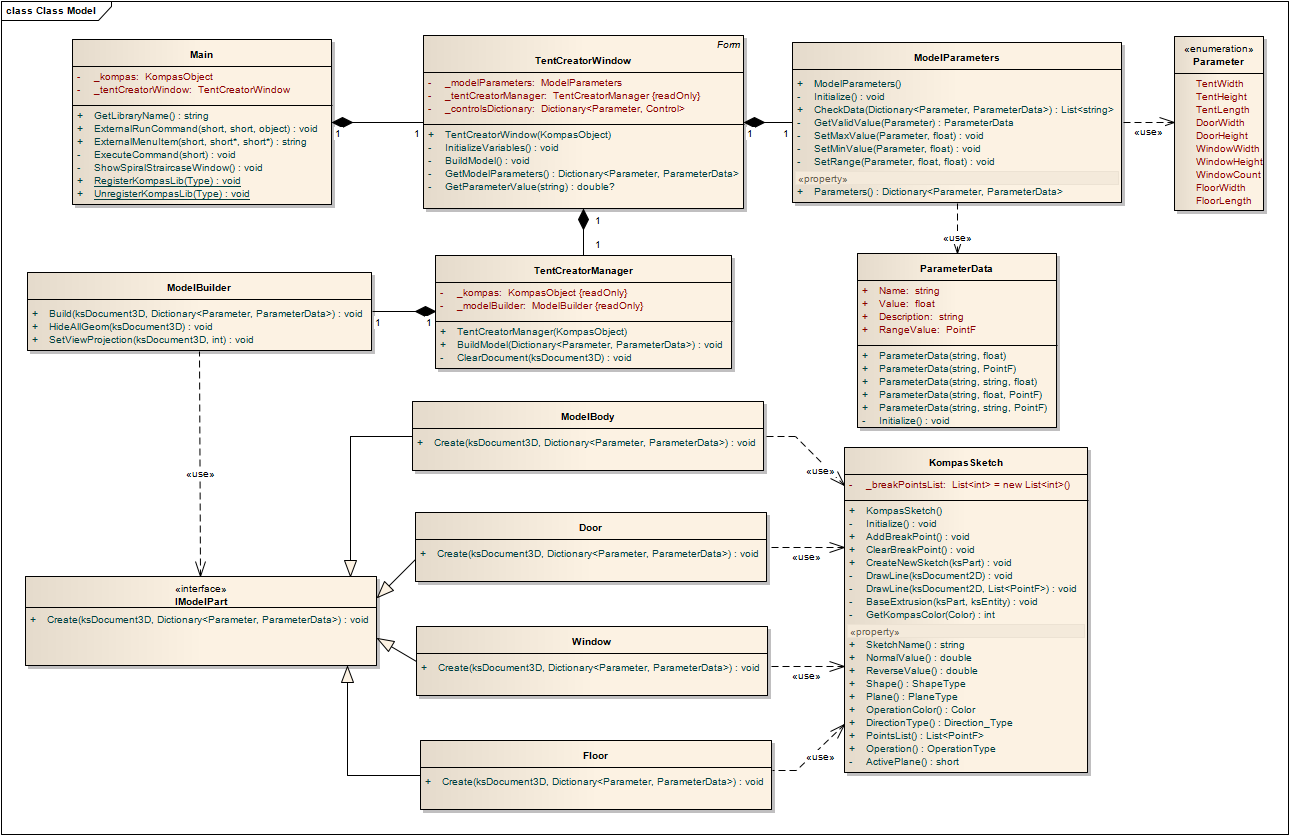 class Class Model
Main
- _kompas: KompasObject
- _tentCreatorWindow: TentCreatorWindow
+ GetLibraryName() : string
+ ExternalRunCommand(short, short, object) : void
+ ExternalMenuItem(short, short*, short*) : string
- ExecuteCommand(short) : void
- ShowSpiralStaircaseWindow() : void
+ RegisterKompasLib(Type) : void
+ UnregisterKompasLib(Type) : void
1
1
Form
TentCreatorWindow
- _modelParameters: ModelParameters
- _tentCreatorManager: TentCreatorManager {readOnly}
- _controlsDictionary: Dictionary<Parameter, Control>
+ TentCreatorWindow(KompasObject)
- InitializeVariables() : void
- BuildModel() : void
- GetModelParameters() : Dictionary<Parameter, ParameterData>
- GetParameterValue(string) : double?
1
1
ModelParameters
+ ModelParameters()
- Initialize() : void
+ CheckData(Dictionary<Parameter, ParameterData>) : List<string>
- GetValidValue(Parameter) : ParameterData
- SetMaxValue(Parameter, float) : void
- SetMinValue(Parameter, float) : void
- SetRange(Parameter, float, float) : void
«property»
+ Parameters() : Dictionary<Parameter, ParameterData>
«use»
«enumeration»
Parameter
TentWidth
TentHeight
TentLength
DoorWidth
DoorHeight
WindowWidth
WindowHeight
WindowCount
FloorWidth
FloorLength
1
1
«use»
ModelBuilder
+ Build(ksDocument3D, Dictionary<Parameter, ParameterData>) : void
+ HideAllGeom(ksDocument3D) : void
+ SetViewProjection(ksDocument3D, int) : void
1
1
TentCreatorManager
- _kompas: KompasObject {readOnly}
- _modelBuilder: ModelBuilder {readOnly}
+ TentCreatorManager(KompasObject)
+ BuildModel(Dictionary<Parameter, ParameterData>) : void
- ClearDocument(ksDocument3D) : void
ParameterData
+ Name: string
+ Value: float
+ Description: string
+ RangeValue: PointF
+ ParameterData(string, float)
+ ParameterData(string, PointF)
+ ParameterData(string, string, float)
+ ParameterData(string, float, PointF)
+ ParameterData(string, string, PointF)
- Initialize() : void
ModelBody
+ Create(ksDocument3D, Dictionary<Parameter, ParameterData>) : void
«use»
«use»
Door
+ Create(ksDocument3D, Dictionary<Parameter, ParameterData>) : void
«use»
«interface»
IModelPart
+ Create(ksDocument3D, Dictionary<Parameter, ParameterData>) : void
Window
+ Create(ksDocument3D, Dictionary<Parameter, ParameterData>) : void
«use»
Floor
+ Create(ksDocument3D, Dictionary<Parameter, ParameterData>) : void
«use»
KompasSketch
- _breakPointsList: List<int> = new List<int>()
+ KompasSketch()
- Initialize() : void
+ AddBreakPoint() : void
+ ClearBreakPoint() : void
+ CreateNewSketch(ksPart) : void
- DrawLine(ksDocument2D) : void
- DrawLine(ksDocument2D, List<PointF>) : void
- BaseExtrusion(ksPart, ksEntity) : void
- GetKompasColor(Color) : int
«property»
+ SketchName() : string
+ NormalValue() : double
+ ReverseValue() : double
+ Shape() : ShapeType
+ Plane() : PlaneType
+ OperationColor() : Color
+ DirectionType() : Direction_Type
+ PointsList() : List<PointF>
+ Operation() : OperationType
- ActivePlane() : short